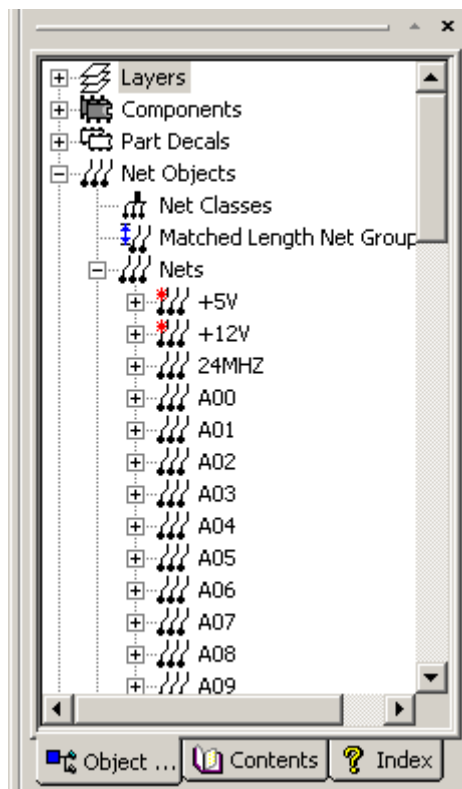 Layers
Components
Part Decals
Net Objects
Net Classes
Matched Length Net Group
Nets
+5V
+12V
24MHZ
A00
A01
A02
A03
A04
A05
A06
A07
A08
A09
Object ... Contents Index